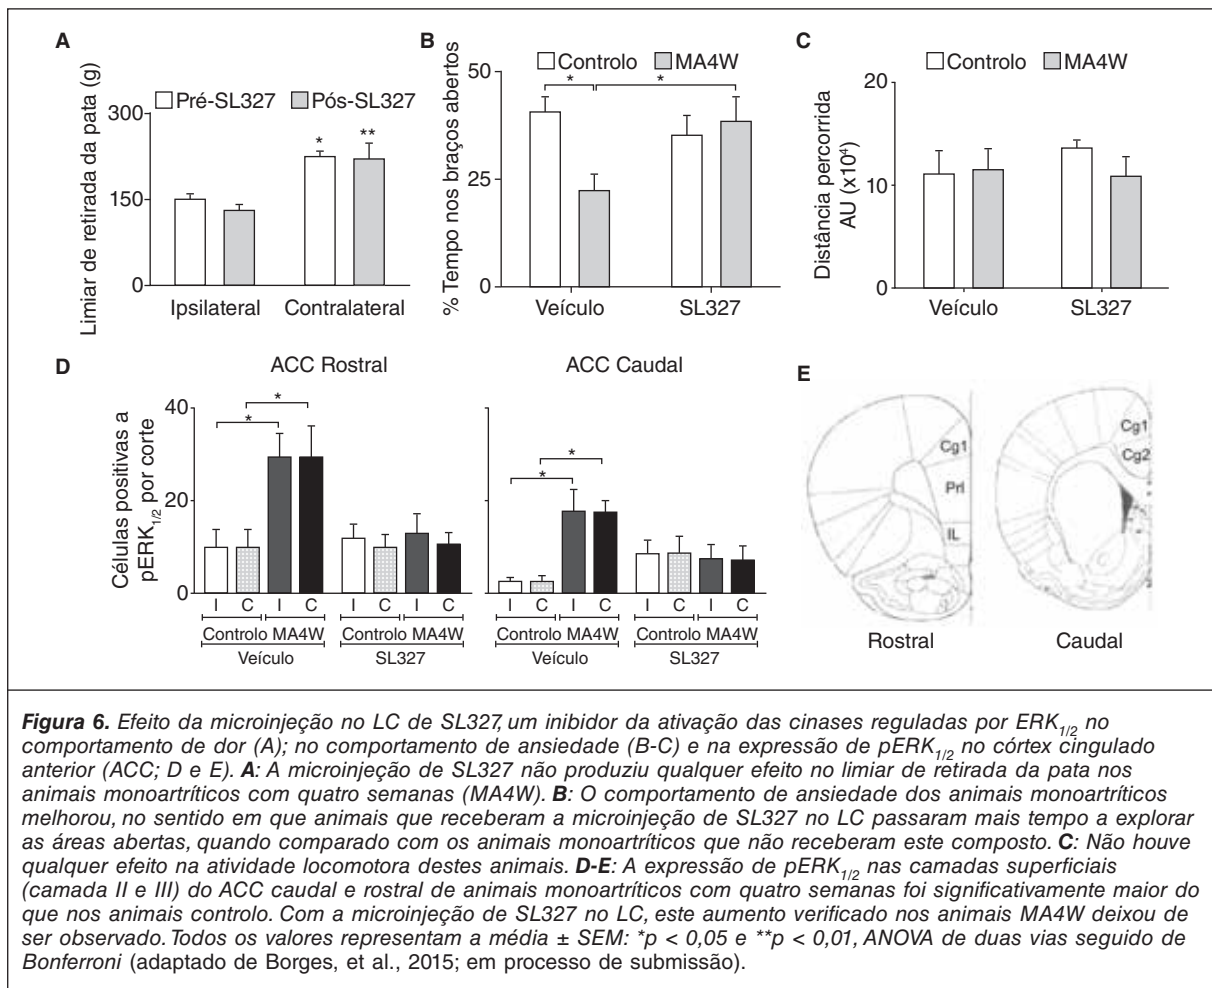 A
Limiar de retirada da pata (g)
Pré-SL327 Pós-SL327
300
150
0
* **
Ipsilateral Contralateral
B
% Tempo nos braços abertos
Controlo MA4W
50
25
0
* *
Veículo SL327
C
Distância percorrida
AU (x10⁴)
Controlo MA4W
20
10
0
Veículo SL327
D
ACC Rostral
Células positivas a
pERK1/2 por corte
40
20
0
*
*
I C I C I C I C
Controlo MA4W Controlo MA4W
Veículo SL327
ACC Caudal
*
*
I C I C I C I C
Controlo MA4W Controlo MA4W
Veículo SL327
E
Cg1
Prl
IL
Rostral
Cg1
Cg2
Caudal
Figura 6. Efeito da microinjeção no LC de SL327, um inibidor da ativação das cinases reguladas por ERK1/2 no
comportamento de dor (A); no comportamento de ansiedade (B-C) e na expressão de pERK1/2 no córtex cingulado
anterior (ACC; D e E). A: A microinjeção de SL327 não produziu qualquer efeito no limiar de retirada da pata nos
animais monoartríticos com quatro semanas (MA4W). B: O comportamento de ansiedade dos animais monoartríticos
melhorou, no sentido em que animais que receberam a microinjeção de SL327 no LC passaram mais tempo a explorar
as áreas abertas, quando comparado com os animais monoartríticos que não receberam este composto. C: Não houve
qualquer efeito na atividade locomotora destes animais. D-E: A expressão de pERK1/2 nas camadas superficiais
(camada II e III) do ACC caudal e rostral de animais monoartríticos com quatro semanas foi significativamente maior do
que nos animais controlo. Com a microinjeção de SL327 no LC, este aumento verificado nos animais MA4W deixou de
ser observado. Todos os valores representam a média ± SEM: *p < 0,05 e **p < 0,01, ANOVA de duas vias seguido de
Bonferroni (adaptado de Borges, et al., 2015; em processo de submissão).